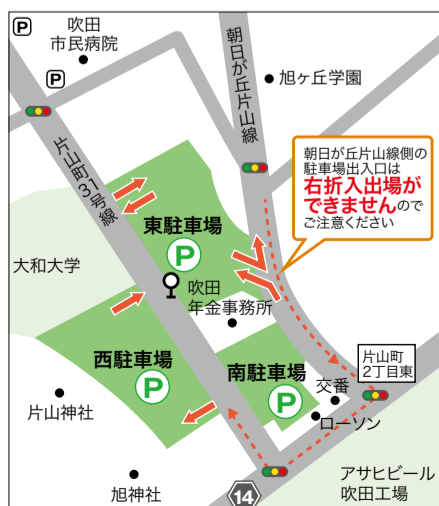 P
吹田
市民病院
P
朝日が丘片山線
旭ヶ丘学園
片山町31号線
朝日が丘片山線側の
駐車場出入口は
右折入出場が
できませんので
ご注意ください
東駐車場
P
大和大学
吹田
年金事務所
西駐車場
P
南駐車場
P
片山町
2丁目東
交番
ローソン
片山神社
旭神社
14
アサヒビール
吹田工場